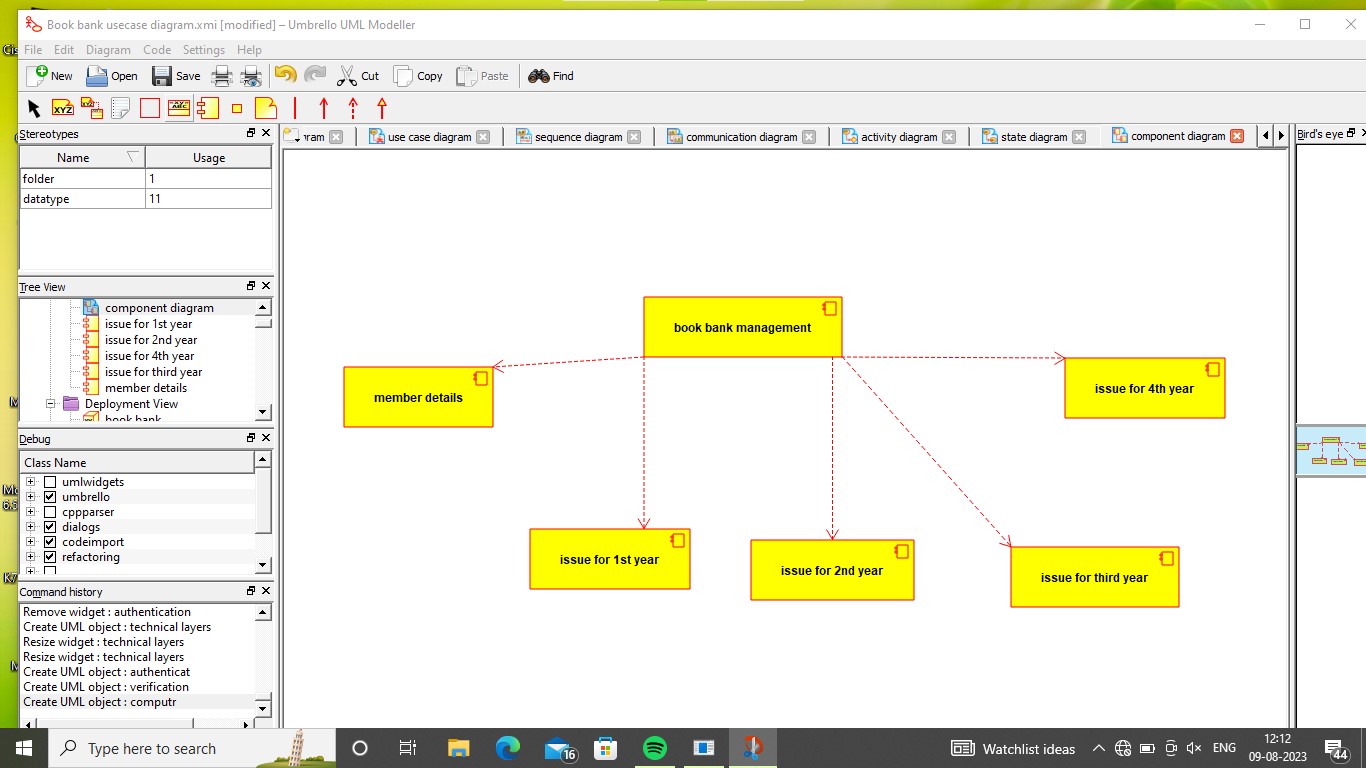 Book bank usecase diagram.xmi [modified] – Umbrello UML Modeller
File Edit Diagram Code Settings Help
New Open Save Cut Copy Paste Find
XYZ
Stereotypes
Name Usage
folder 1
datatype 11
Tree View
component diagram
issue for 1st year
issue for 2nd year
issue for 4th year
issue for third year
member details
Deployment View
book bank
Debug
Class Name
umlwidgets
umbrello
cppparser
dialogs
codeimport
refactoring
Command history
Remove widget : authentication
Create UML object : technical layers
Resize widget : technical layers
Resize widget : technical layers
Create UML object : authenticat
Create UML object : verification
Create UML object : computr
use case diagram sequence diagram communication diagram activity diagram state diagram component diagram
Bird's eye
book bank management
member details
issue for 4th year
issue for 1st year
issue for 2nd year
issue for third year
Type here to search
16
Watchlist ideas
ENG
12:12
09-08-2023
44